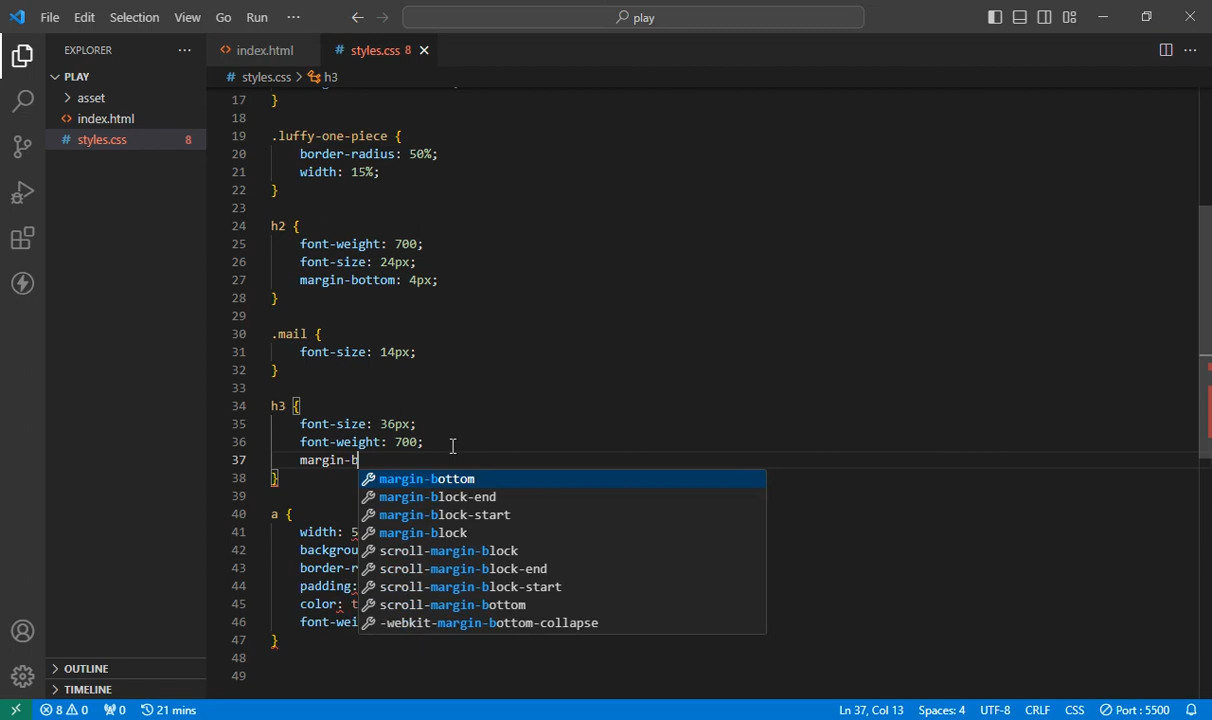 File Edit Selection View Go Run ··· play
EXPLORER ···
PLAY
asset
index.html
styles.css 8
OUTLINE
TIMELINE
index.html
styles.css 8
styles.css > h3
17 }
18
19 .luffy-one-piece {
20 border-radius: 50%;
21 width: 15%;
22 }
23
24 h2 {
25 font-weight: 700;
26 font-size: 24px;
27 margin-bottom: 4px;
28 }
29
30 .mail {
31 font-size: 14px;
32 }
33
34 h3 {
35 font-size: 36px;
36 font-weight: 700;
37 margin-b
38 }
39
40 a {
41 width: 5
42 backgrou
43 border-r
44 padding:
45 color: t
46 font-wei
47 }
48
49
margin-bottom
margin-block-end
margin-block-start
margin-block
scroll-margin-block
scroll-margin-block-end
scroll-margin-block-start
scroll-margin-bottom
-webkit-margin-bottom-collapse
8 0 0 21 mins Ln 37, Col 13 Spaces: 4 UTF-8 CRLF CSS Port : 5500